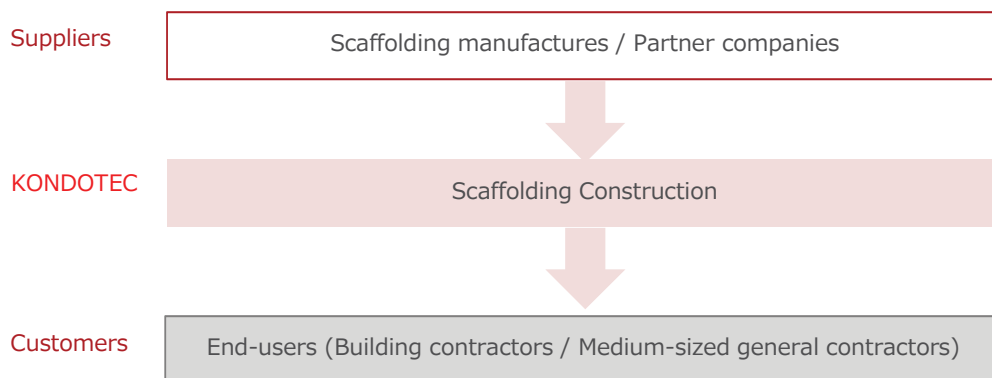 Suppliers
Scaffolding manufactures / Partner companies
KONDOTEC
Scaffolding Construction
Customers
End-users (Building contractors / Medium-sized general contractors)